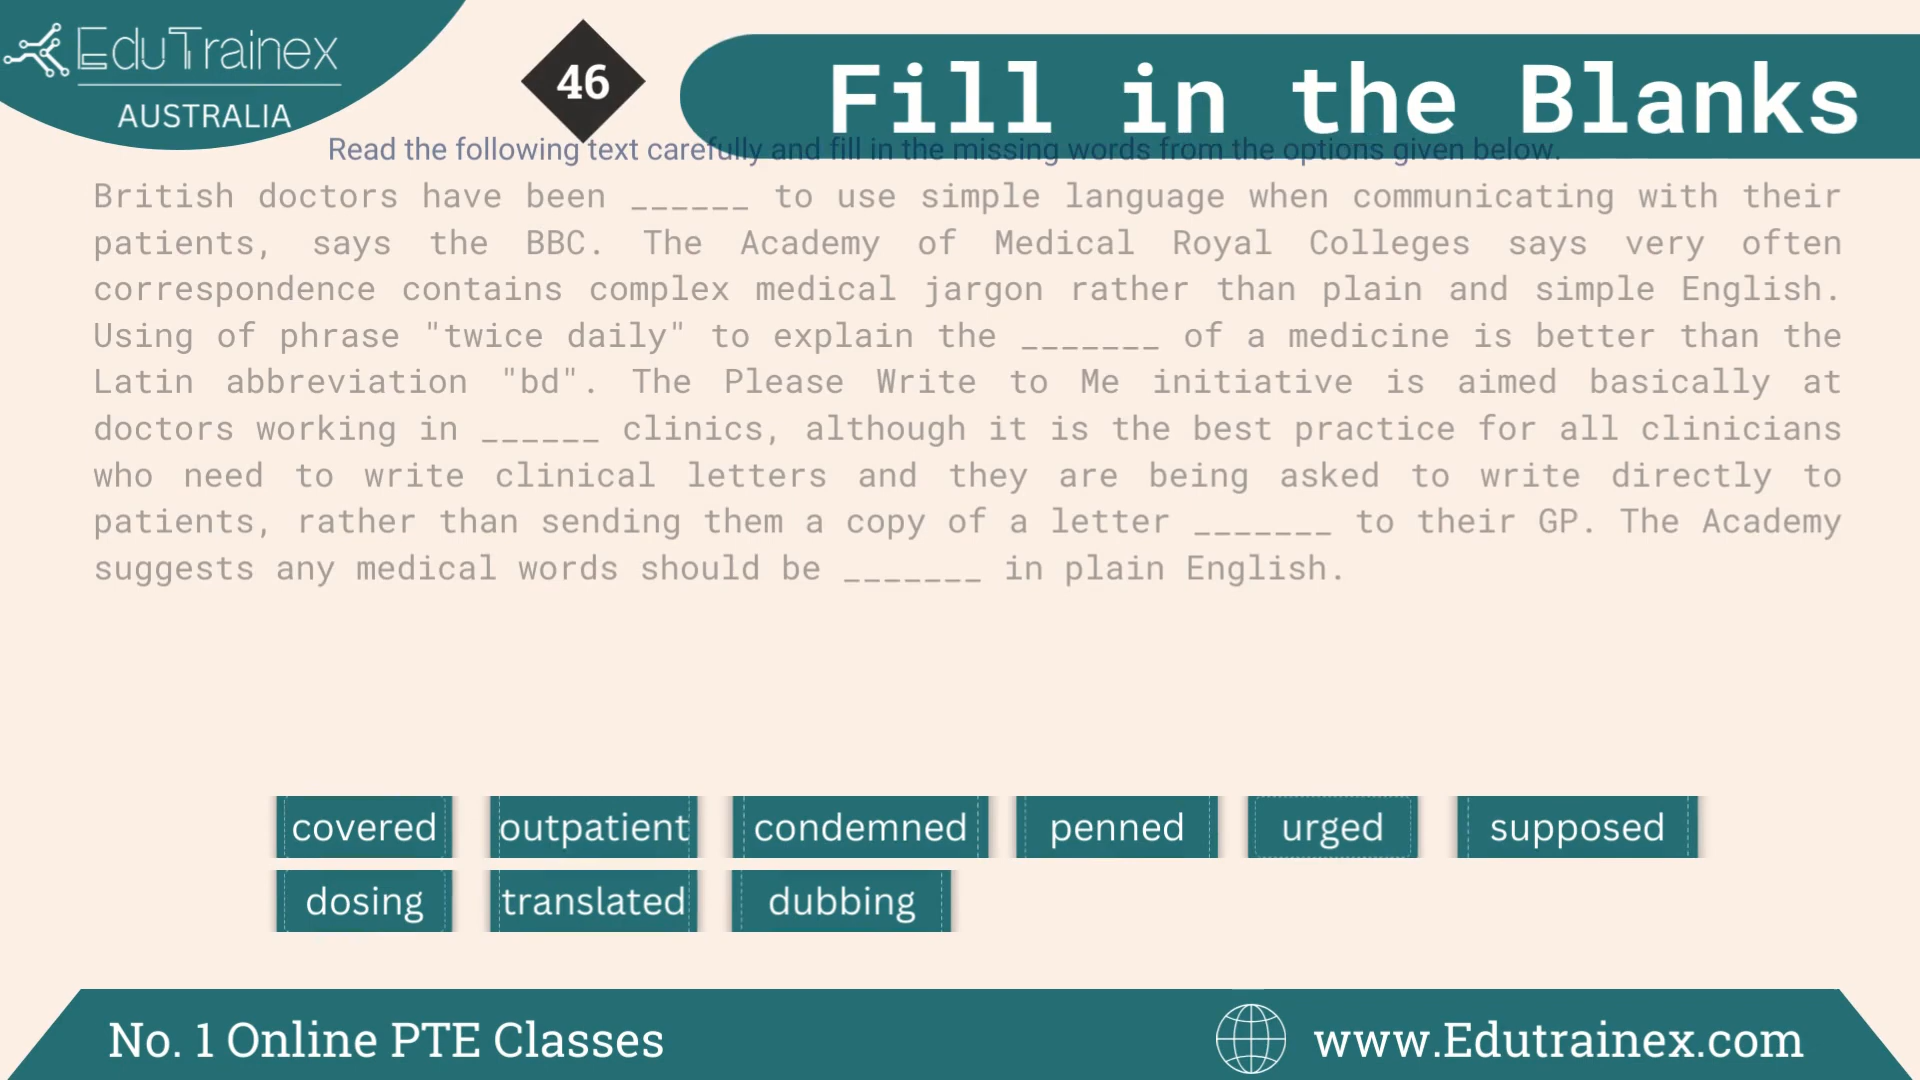 EduTrainex
AUSTRALIA
46
Fill in the Blanks
Read the following text carefully and fill in the missing words from the options given below.
British doctors have been ______ to use simple language when communicating with their
patients, says the BBC. The Academy of Medical Royal Colleges says very often
correspondence contains complex medical jargon rather than plain and simple English.
Using of phrase "twice daily" to explain the _______ of a medicine is better than the
Latin abbreviation "bd". The Please Write to Me initiative is aimed basically at
doctors working in ______ clinics, although it is the best practice for all clinicians
who need to write clinical letters and they are being asked to write directly to
patients, rather than sending them a copy of a letter _______ to their GP. The Academy
suggests any medical words should be _______ in plain English.
covered outpatient condemned penned urged supposed
dosing translated dubbing
No. 1 Online PTE Classes
www.Edutrainex.com